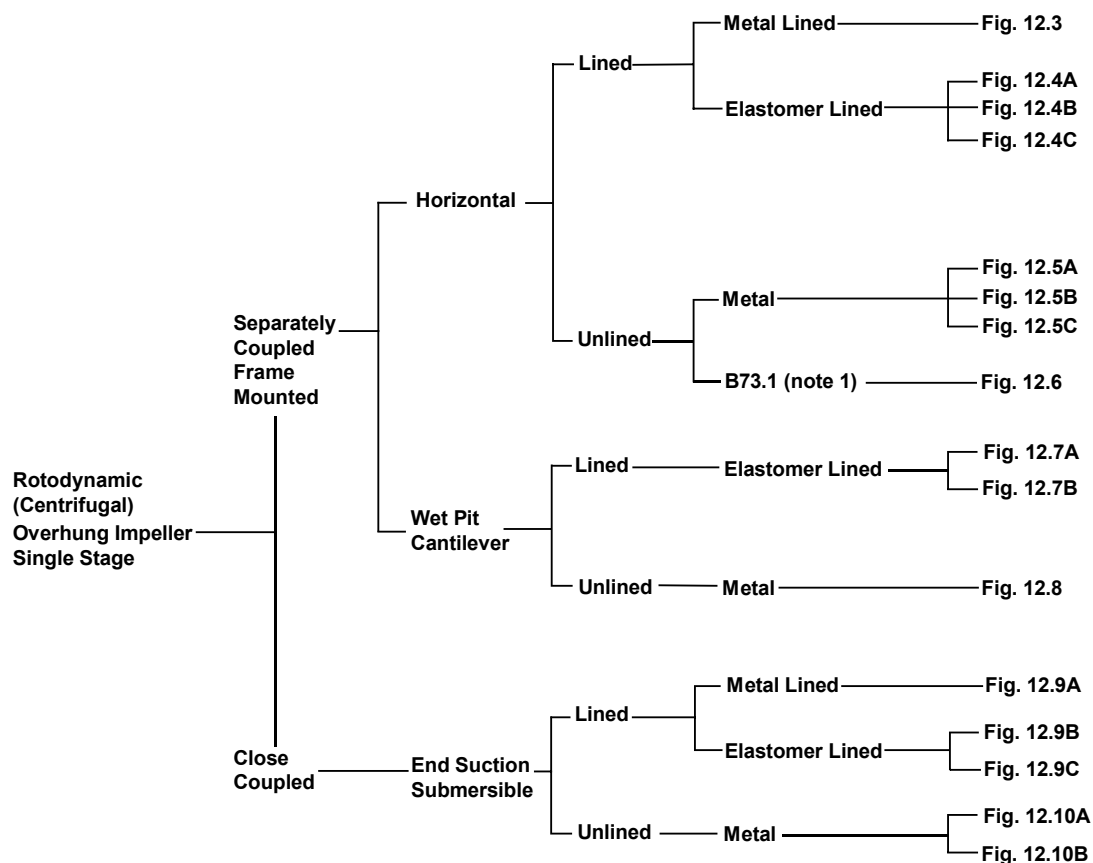 Metal Lined
Fig. 12.3
Lined
Fig. 12.4A
Elastomer Lined
Fig. 12.4B
Fig. 12.4C
Horizontal
Fig. 12.5A
Metal
Fig. 12.5B
Fig. 12.5C
Unlined
B73.1 (note 1)
Fig. 12.6
Separately
Coupled
Frame
Mounted
Fig. 12.7A
Lined
Elastomer Lined
Fig. 12.7B
Rotodynamic
(Centrifugal)
Overhung Impeller
Single Stage
Wet Pit
Cantilever
Unlined
Metal
Fig. 12.8
Metal Lined
Fig. 12.9A
Lined
Fig. 12.9B
Elastomer Lined
Fig. 12.9C
Close
Coupled
End Suction
Submersible
Fig. 12.10A
Unlined
Metal
Fig. 12.10B